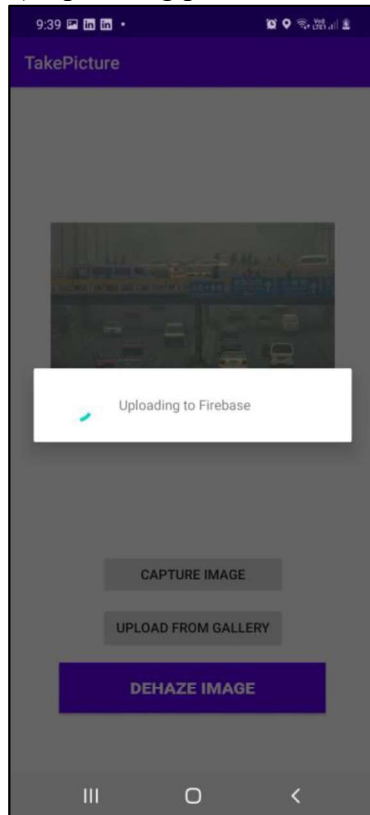 9:39
TakePicture
Uploading to Firebase
CAPTURE IMAGE
UPLOAD FROM GALLERY
DEHAZE IMAGE